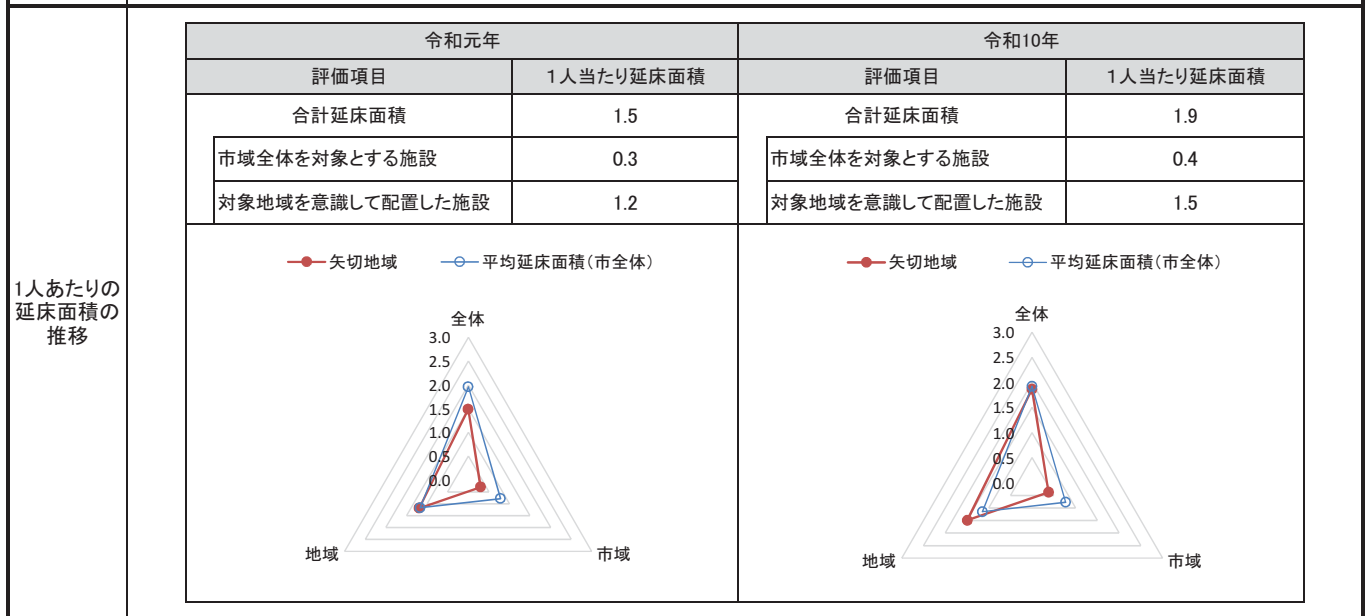 1人あたりの
延床面積の
推移
令和元年 令和10年
評価項目 1人当たり延床面積 評価項目 1人当たり延床面積
合計延床面積 1.5 合計延床面積 1.9
市域全体を対象とする施設 0.3 市域全体を対象とする施設 0.4
対象地域を意識して配置した施設 1.2 対象地域を意識して配置した施設 1.5
矢切地域 平均延床面積(市全体)
全体
3.0
2.5
2.0
1.5
1.0
0.5
0.0
地域 市域
矢切地域 平均延床面積(市全体)
全体
3.0
2.5
2.0
1.5
1.0
0.5
0.0
地域 市域